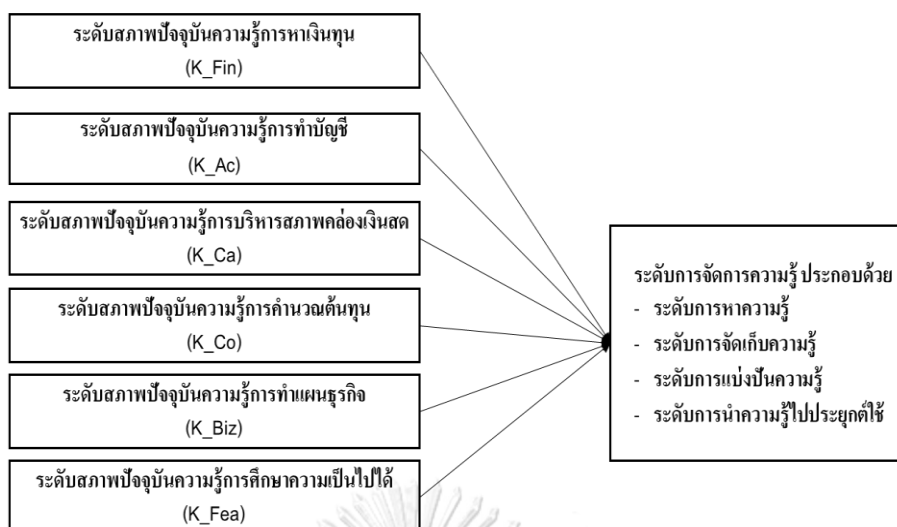 ระดับสภาพปัจจุบันความรู้การหาเงินทุน
(K_Fin)
ระดับสภาพปัจจุบันความรู้การทำบัญชี
(K_Ac)
ระดับสภาพปัจจุบันความรู้การบริหารสภาพคล่องเงินสด
(K_Ca)
ระดับสภาพปัจจุบันความรู้การคำนวณต้นทุน
(K_Co)
ระดับสภาพปัจจุบันความรู้การทำแผนธุรกิจ
(K_Biz)
ระดับสภาพปัจจุบันความรู้การศึกษาความเป็นไปได้
(K_Fea)
ระดับการจัดการความรู้ ประกอบด้วย
- ระดับการหาความรู้
- ระดับการจัดเก็บความรู้
- ระดับการแบ่งปันความรู้
- ระดับการนำความรู้ไปประยุกต์ใช้